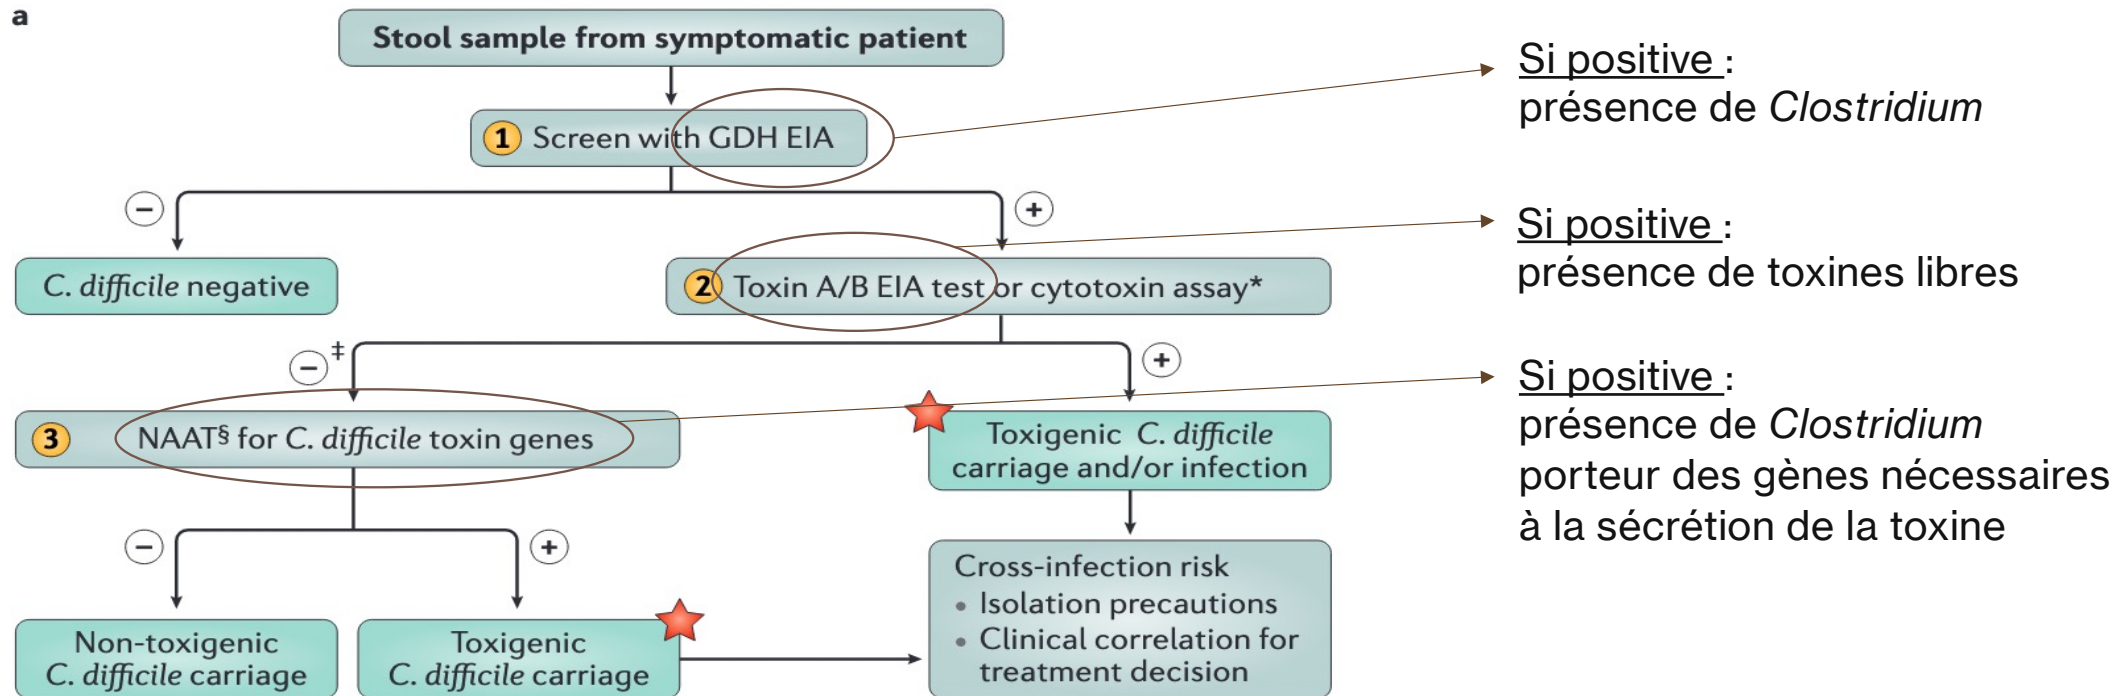 a
Stool sample from symptomatic patient
1 Screen with GDH EIA
−
+
C. difficile negative
2 Toxin A/B EIA test or cytotoxin assay*
− ‡
+
3 NAAT§ for C. difficile toxin genes
Toxigenic C. difficile
carriage and/or infection
−
+
Non-toxigenic
C. difficile carriage
Toxigenic
C. difficile carriage
Cross-infection risk
• Isolation precautions
• Clinical correlation for
treatment decision
Si positive :
présence de Clostridium
Si positive :
présence de toxines libres
Si positive :
présence de Clostridium
porteur des gènes nécessaires
à la sécrétion de la toxine